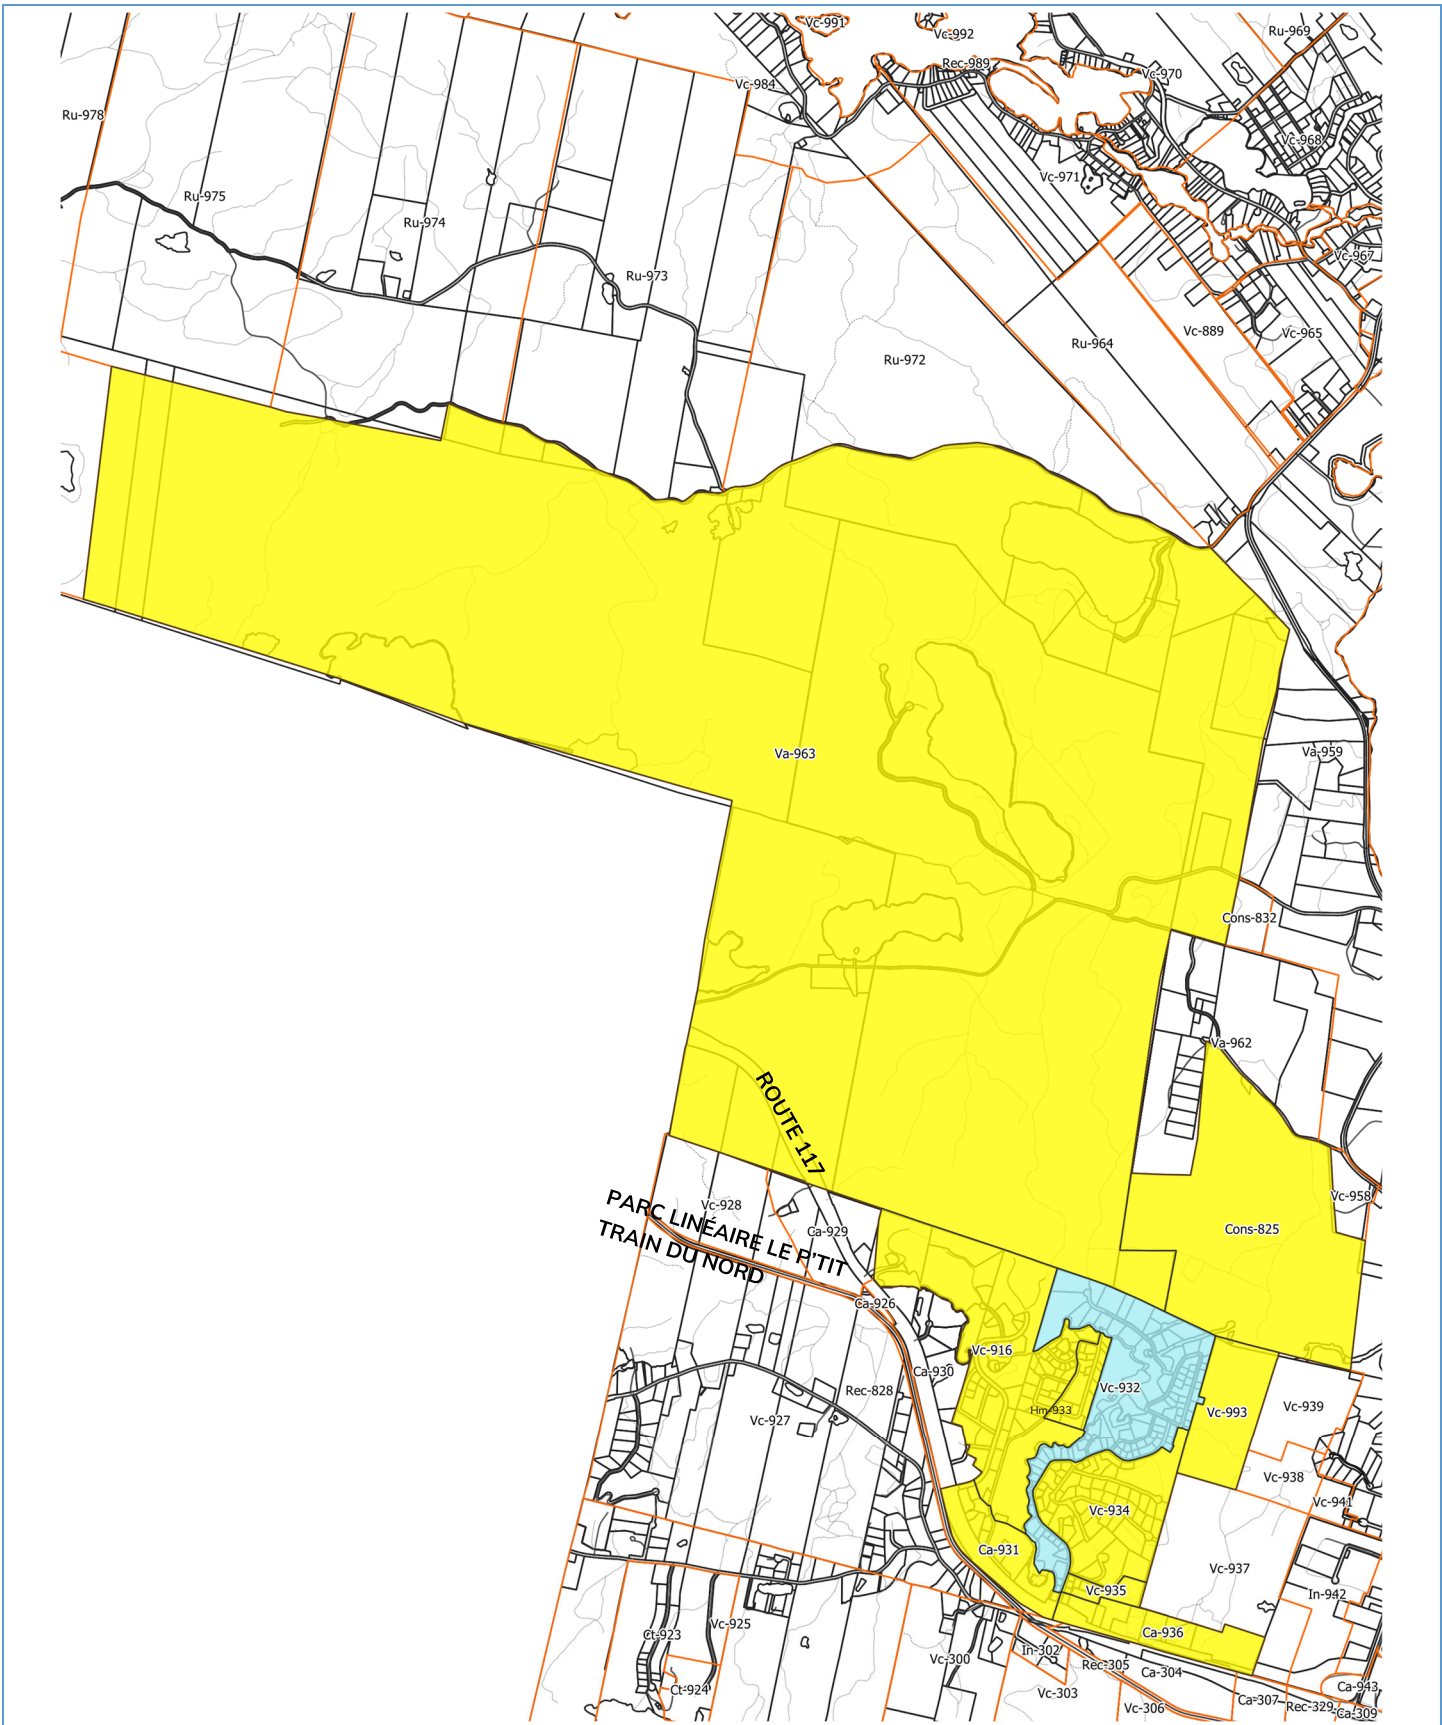 Vc-991
Vc-992
Ru-969
Rec-989
Vc-970
Vc-984
Ru-978
Vc-968
Vc-971
Ru-975
Ru-974
Vc-967
Ru-973
Vc-889
Vc-965
Ru-964
Ru-972
Va-963
Va-959
Cons-832
Va-962
ROUTE 117
Vc-958
PARC LINÉAIRE LE P'TIT
TRAIN DU NORD
Vc-928
Ca-929
Cons-825
Ca-926
Vc-916
Ca-930
Vc-932
Rec-828
Hm-933
Vc-993
Vc-939
Vc-927
Vc-938
Vc-941
Vc-934
Ca-931
Vc-937
Vc-935
In-942
Vc-925
Ct-923
Ca-936
In-302
Vc-300
Rec-305
Ca-304
Ct-924
Vc-303
Ca-943
Ca-307
Vc-306
Rec-329
Ca-309